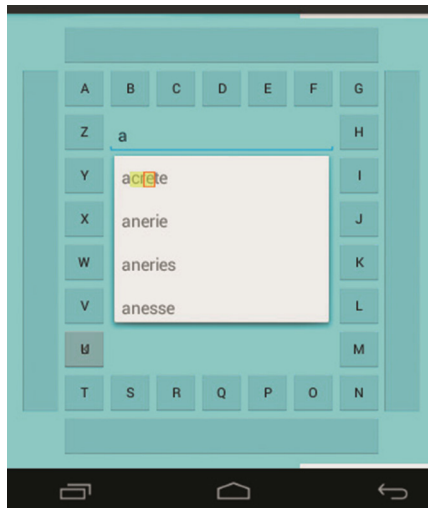 A B C D E F G
Z a H
Y acrete I
X anerie J
W aneries K
V anesse L
U M
T S R Q P O N